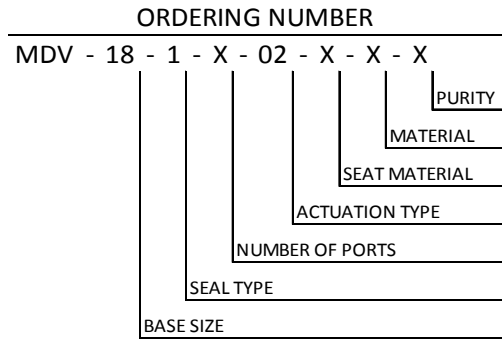 ORDERING NUMBER
MDV - 18 - 1 - X - 02 - X - X - X
PURITY
MATERIAL
SEAT MATERIAL
ACTUATION TYPE
NUMBER OF PORTS
SEAL TYPE
BASE SIZE